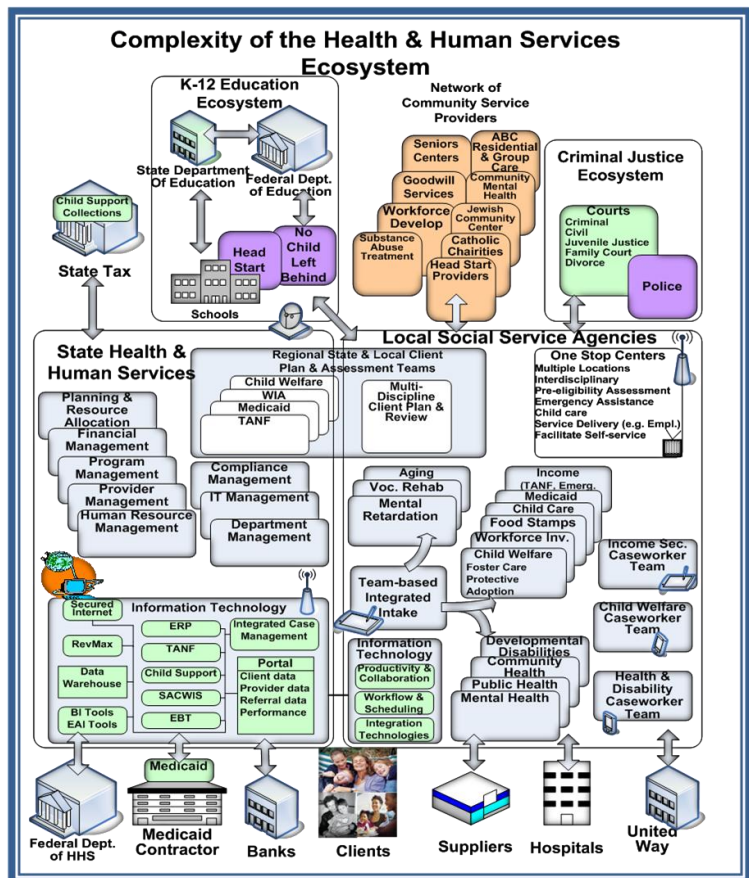 Complexity of the Health & Human Services
Ecosystem
K-12 Education
Ecosystem
State Department
Of Education
Federal Dept.
of Education
Head
Start
No
Child
Left
Behind
Schools
Child Support
Collections
State Tax
Network of
Community Service
Providers
Seniors
Centers
ABC
Residential
& Group
Care
Goodwill
Services
Community
Mental
Health
Workforce
Develop
Jewish
Community
Center
Substance
Abuse
Treatment
Catholic
Chairities
Head Start
Providers
Criminal Justice
Ecosystem
Courts
Criminal
Civil
Juvenile Justice
Family Court
Divorce
Police
State Health &
Human Services
Planning &
Resource
Allocation
Financial
Management
Program
Management
Provider
Management
Human Resource
Management
Compliance
Management
IT Management
Department
Management
Local Social Service Agencies
Regional State & Local Client
Plan & Assessment Teams
Child Welfare
WIA
Medicaid
TANF
Multi-
Discipline
Client Plan &
Review
One Stop Centers
Multiple Locations
Interdisciplinary
Pre-eligibility Assessment
Emergency Assistance
Child care
Service Delivery (e.g. Empl.)
Facilitate Self-service
Aging
Voc. Rehab
Mental
Retardation
Income
(TANF, Emerg.
Medicaid
Child Care
Food Stamps
Workforce Inv.
Child Welfare
Foster Care
Protective
Adoption
Income Sec.
Caseworker
Team
Team-based
Integrated
Intake
Child Welfare
Caseworker
Team
Developmental
Disabilities
Community
Health
Public Health
Mental Health
Health &
Disability
Caseworker
Team
Information Technology
Secured
Internet
RevMax
Data
Warehouse
BI Tools
EAI Tools
ERP
TANF
Child Support
SACWIS
EBT
Integrated Case
Management
Portal
Client data
Provider data
Referral data
Performance
Information
Technology
Productivity &
Collaboration
Workflow &
Scheduling
Integration
Technologies
Federal Dept.
of HHS
Medicaid
Medicaid
Contractor
Banks
Clients
Suppliers
Hospitals
United
Way